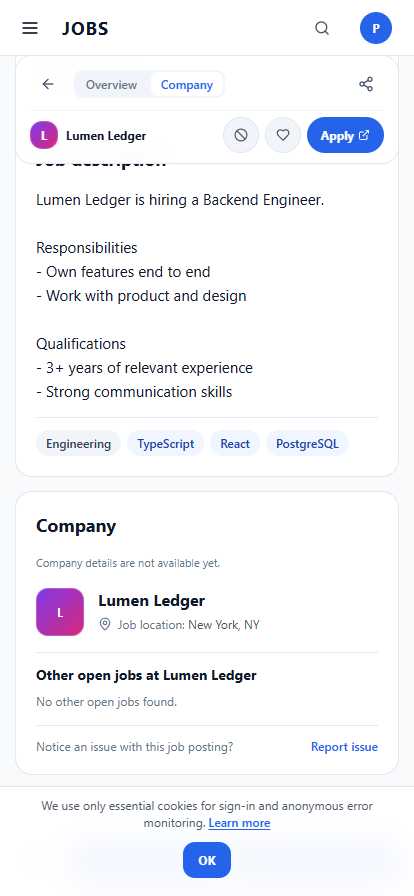 JOBS
P
Overview
Company
L
Lumen Ledger
Apply
Job description
Lumen Ledger is hiring a Backend Engineer.
Responsibilities
- Own features end to end
- Work with product and design
Qualifications
- 3+ years of relevant experience
- Strong communication skills
Engineering
TypeScript
React
PostgreSQL
Company
Company details are not available yet.
L
Lumen Ledger
Job location: New York, NY
Other open jobs at Lumen Ledger
No other open jobs found.
Notice an issue with this job posting?
Report issue
We use only essential cookies for sign-in and anonymous error
monitoring. Learn more
OK